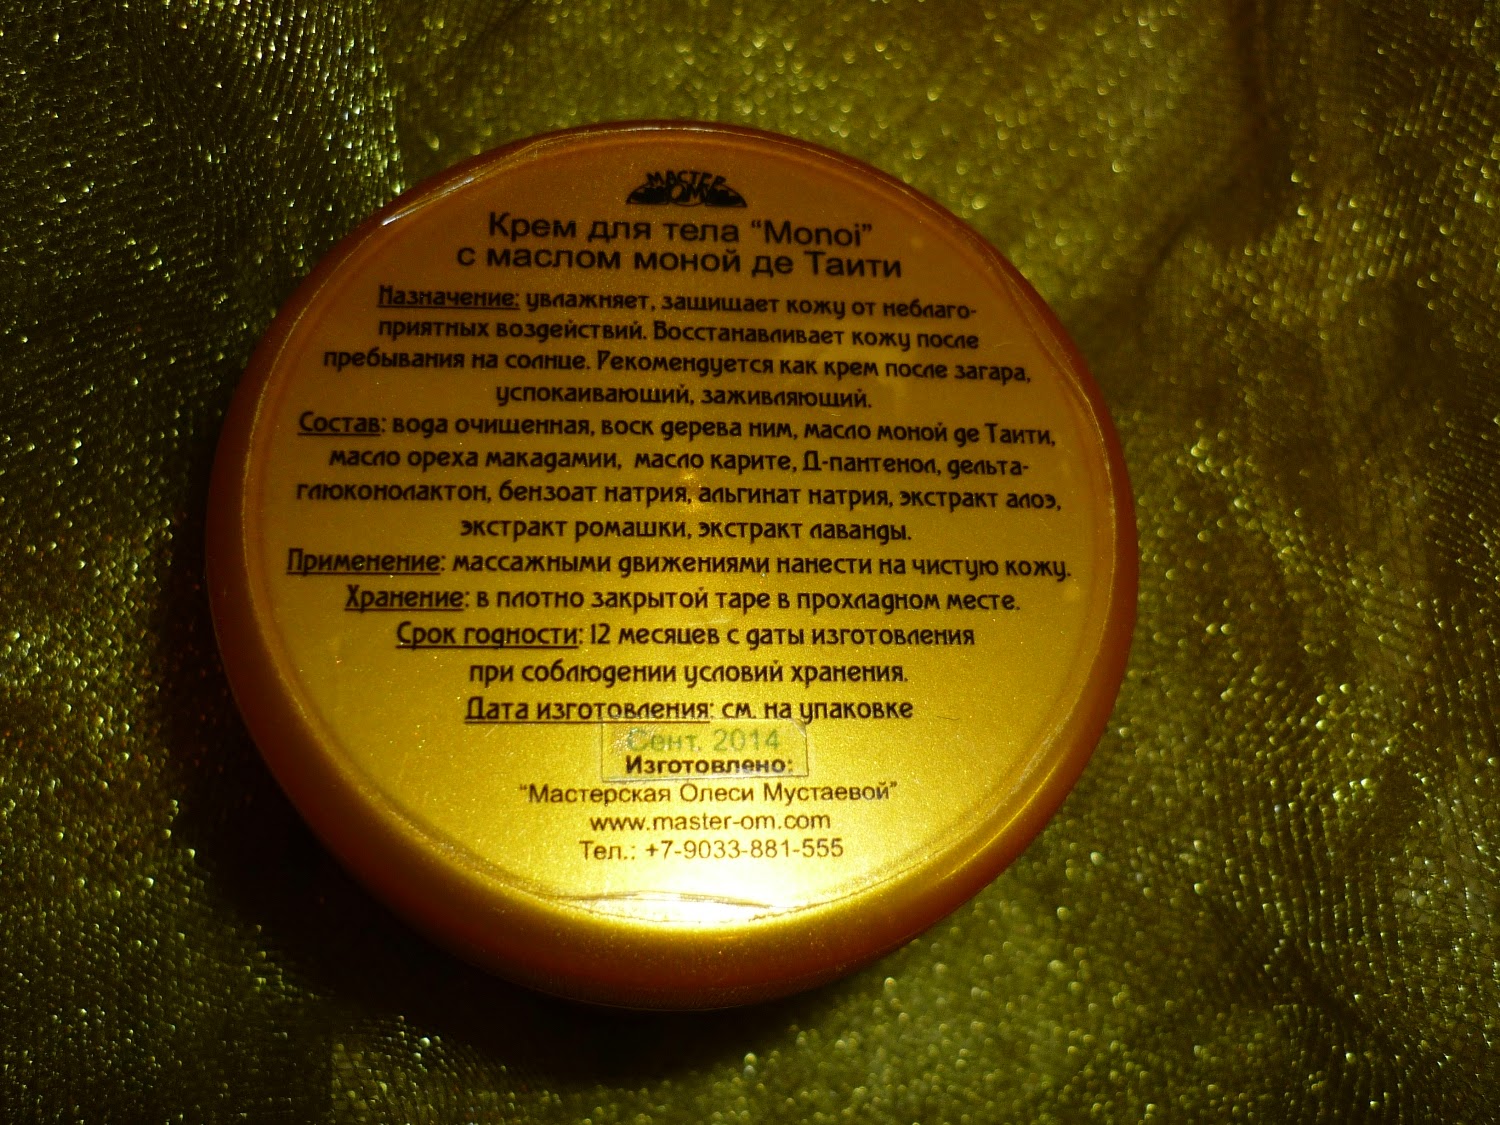 МАСТЕР
ОМ
Крем для тела “Monoi”
с маслом моной де Таити
Назначение: увлажняет, защищает кожу от неблаго-
приятных воздействий. Восстанавливает кожу после
пребывания на солнце. Рекомендуется как крем после загара,
успокаивающий, заживляющий.
Состав: вода очищенная, воск дерева ним, масло моной де Таити,
масло ореха макадамии, масло карите, Д-пантенол, дельта-
глюконолактон, бензоат натрия, альгинат натрия, экстракт алоэ,
экстракт ромашки, экстракт лаванды.
Применение: массажными движениями нанести на чистую кожу.
Хранение: в плотно закрытой таре в прохладном месте.
Срок годности: 12 месяцев с даты изготовления
при соблюдении условий хранения.
Дата изготовления: см. на упаковке
Сент. 2014
Изготовлено:
“Мастерская Олеси Мустаевой”
www.master-om.com
Тел.: +7-9033-881-555